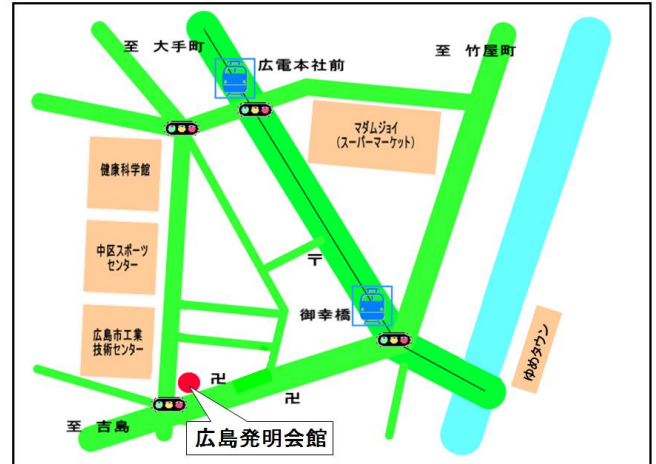 至 大手町
広電本社前
至 竹屋町
マダムジョイ
(スーパーマーケット)
健康科学館
中区スポーツ
センター
〒
御幸橋
広島市工業
技術センター
ゆめタウン
卍
卍
至 吉島
広島発明会館